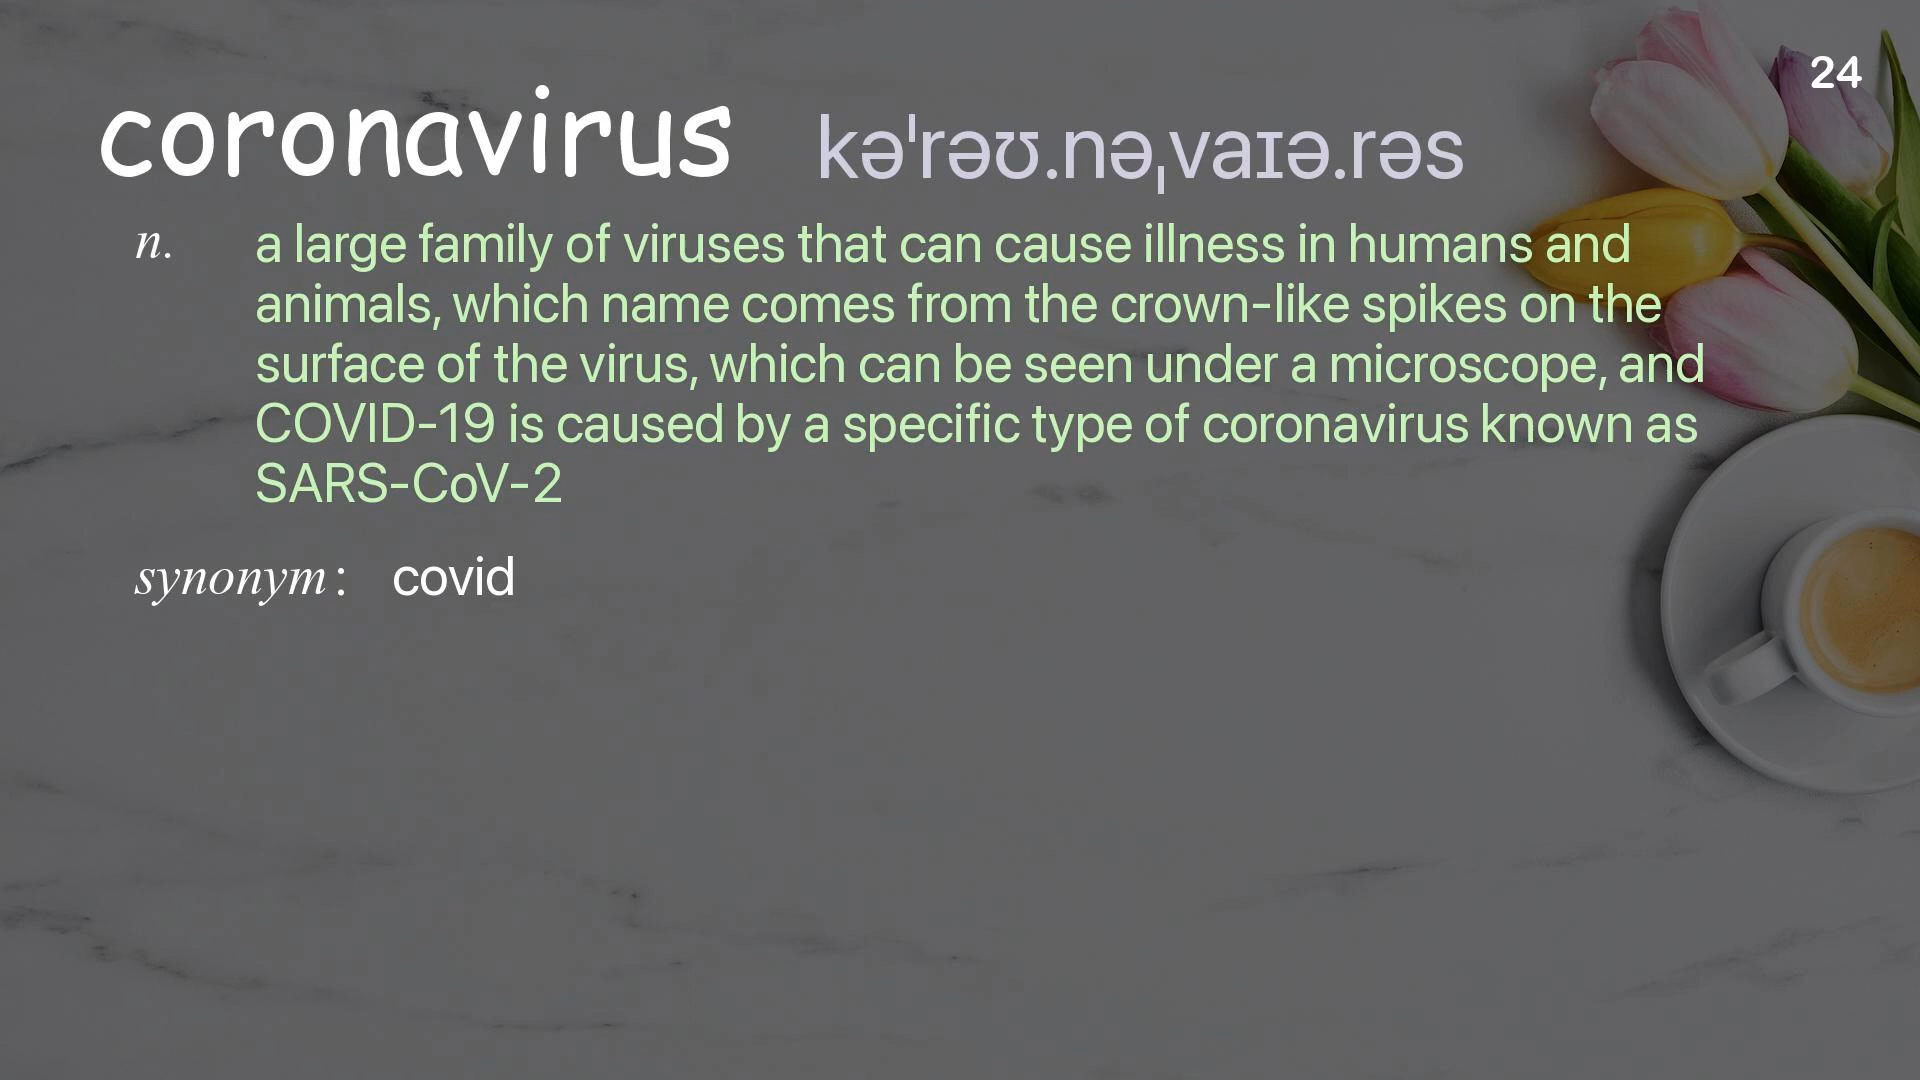 24
coronavirus kəˈrəʊ.nəˌvaɪə.rəs
n. a large family of viruses that can cause illness in humans and
animals, which name comes from the crown-like spikes on the
surface of the virus, which can be seen under a microscope, and
COVID-19 is caused by a specific type of coronavirus known as
SARS-CoV-2
synonym: covid